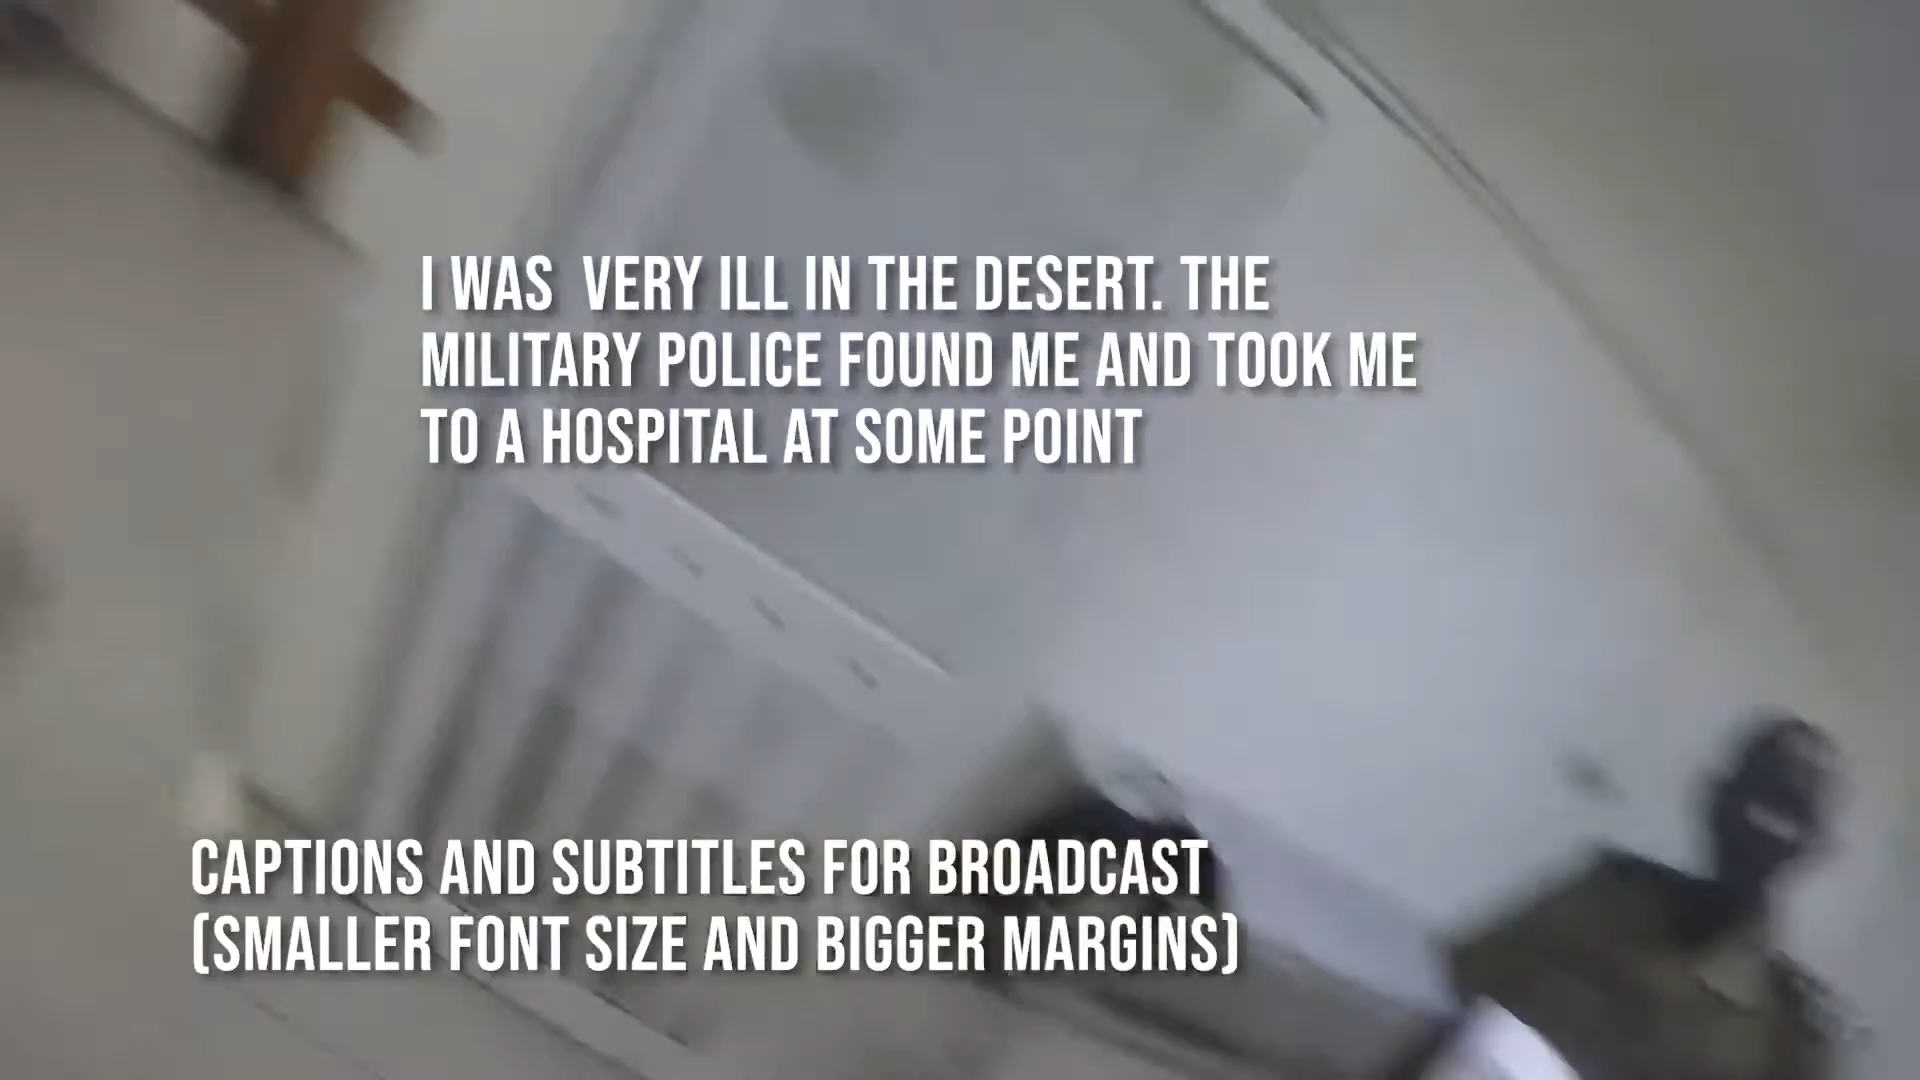 I WAS  VERY ILL IN THE DESERT. THE
MILITARY POLICE FOUND ME AND TOOK ME
TO A HOSPITAL AT SOME POINT
CAPTIONS AND SUBTITLES FOR BROADCAST
(SMALLER FONT SIZE AND BIGGER MARGINS)